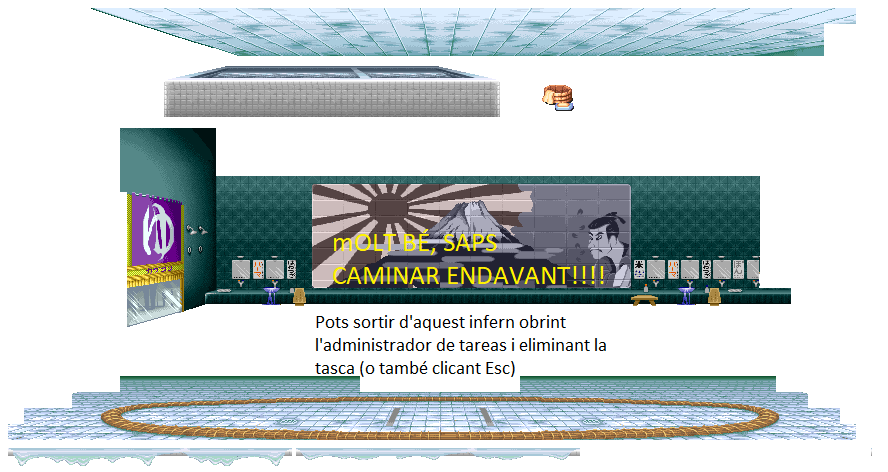 mOLT BÉ, SAPS
CAMINAR ENDAVANT!!!!
ゆ
Pots sortir d'aquest infern obrint
l'administrador de tareas i eliminant la
tasca (o també clicant Esc)